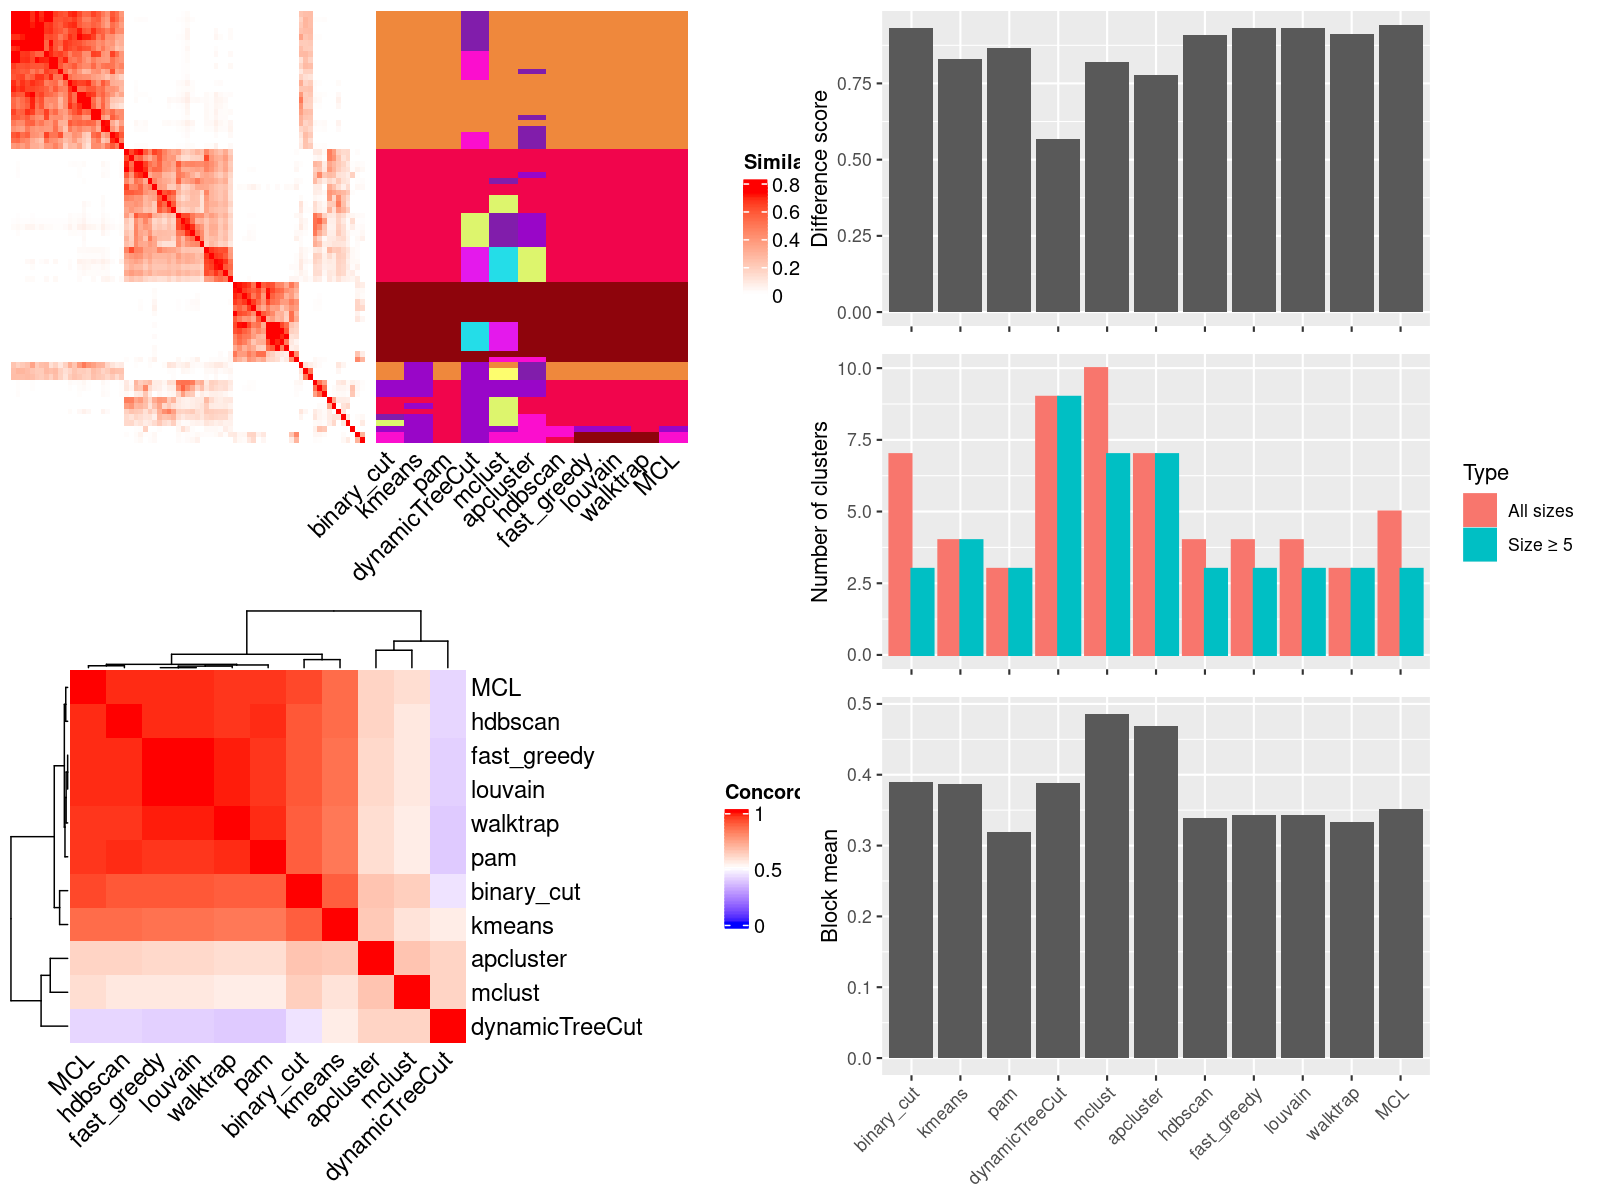 Simila
0.8
0.6
0.4
0.2
0
binary_cut
kmeans
pam
dynamicTreeCut
mclust
apcluster
hdbscan
fast_greedy
louvain
walktrap
MCL
MCL
hdbscan
fast_greedy
louvain
walktrap
pam
binary_cut
kmeans
apcluster
mclust
dynamicTreeCut
MCL
hdbscan
fast_greedy
louvain
walktrap
pam
binary_cut
kmeans
apcluster
mclust
dynamicTreeCut
Concord
1
0.5
0
Difference score
0.75
0.50
0.25
0.00
Number of clusters
10.0
7.5
5.0
2.5
0.0
Type
All sizes
Size ≥ 5
Block mean
0.5
0.4
0.3
0.2
0.1
0.0
binary_cut
kmeans
pam
dynamicTreeCut
mclust
apcluster
hdbscan
fast_greedy
louvain
walktrap
MCL